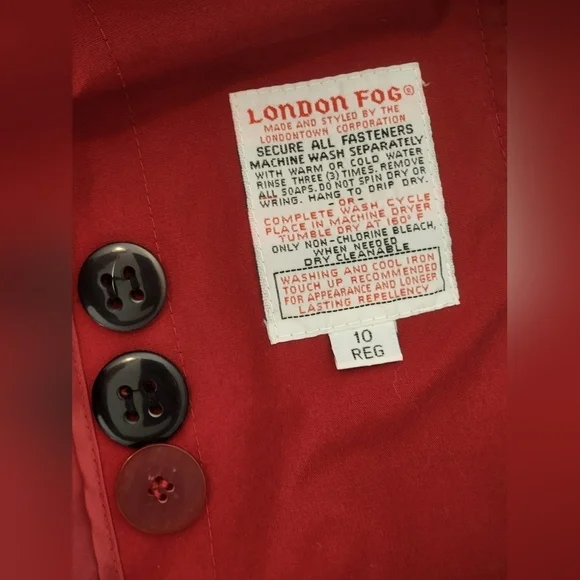 LONDON FOG®
MADE AND STYLED BY THE
LONDONTOWN CORPORATION
SECURE ALL FASTENERS
MACHINE WASH SEPARATELY
WITH WARM OR COLD WATER
RINSE THREE (3) TIMES. REMOVE
ALL SOAPS. DO NOT SPIN DRY OR
WRING. HANG TO DRIP DRY.
-OR-
COMPLETE WASH CYCLE
PLACE IN MACHINE DRYER
TUMBLE DRY AT 160° F
ONLY NON-CHLORINE BLEACH,
WHEN NEEDED
DRY CLEANABLE
WASHING AND COOL IRON
TOUCH UP RECOMMENDED
FOR APPEARANCE AND LONGER
LASTING REPELLENCY
10
REG